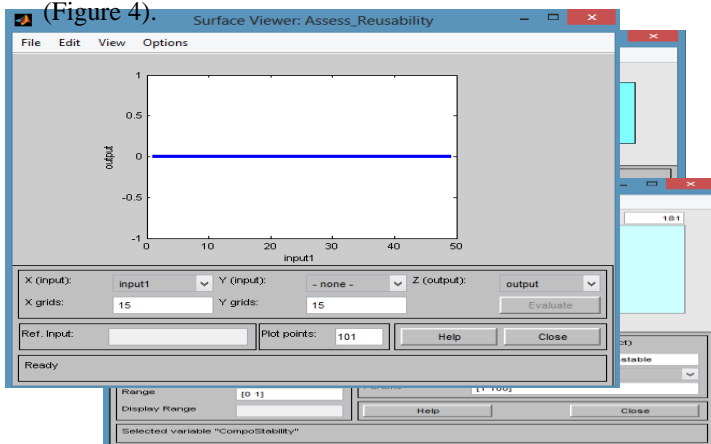 (Figure 4).
Surface Viewer: Assess_Reusability
File Edit View Options
1
0.5
0
-0.5
-1
output
0 10 20 30 40 50
input1
181
X (input): input1 Y (input): - none - Z (output): output
X grids: 15 Y grids: 15 Evaluate
Ref. Input: Plot points: 101 Help Close
Ready
Range [0 1] [1 100]
Display Range Help Close
Selected variable "CompoStability"